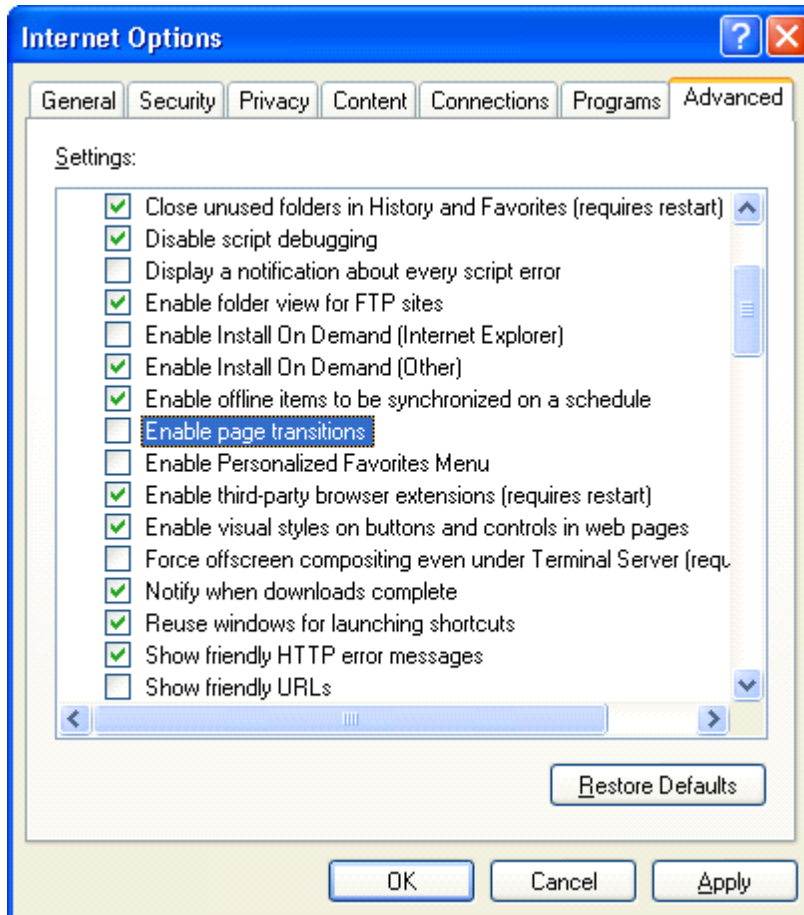 Internet Options
General Security Privacy Content Connections Programs Advanced
Settings:
Close unused folders in History and Favorites (requires restart)
Disable script debugging
Display a notification about every script error
Enable folder view for FTP sites
Enable Install On Demand (Internet Explorer)
Enable Install On Demand (Other)
Enable offline items to be synchronized on a schedule
Enable page transitions
Enable Personalized Favorites Menu
Enable third-party browser extensions (requires restart)
Enable visual styles on buttons and controls in web pages
Force offscreen compositing even under Terminal Server (requ
Notify when downloads complete
Reuse windows for launching shortcuts
Show friendly HTTP error messages
Show friendly URLs
Restore Defaults
OK Cancel Apply